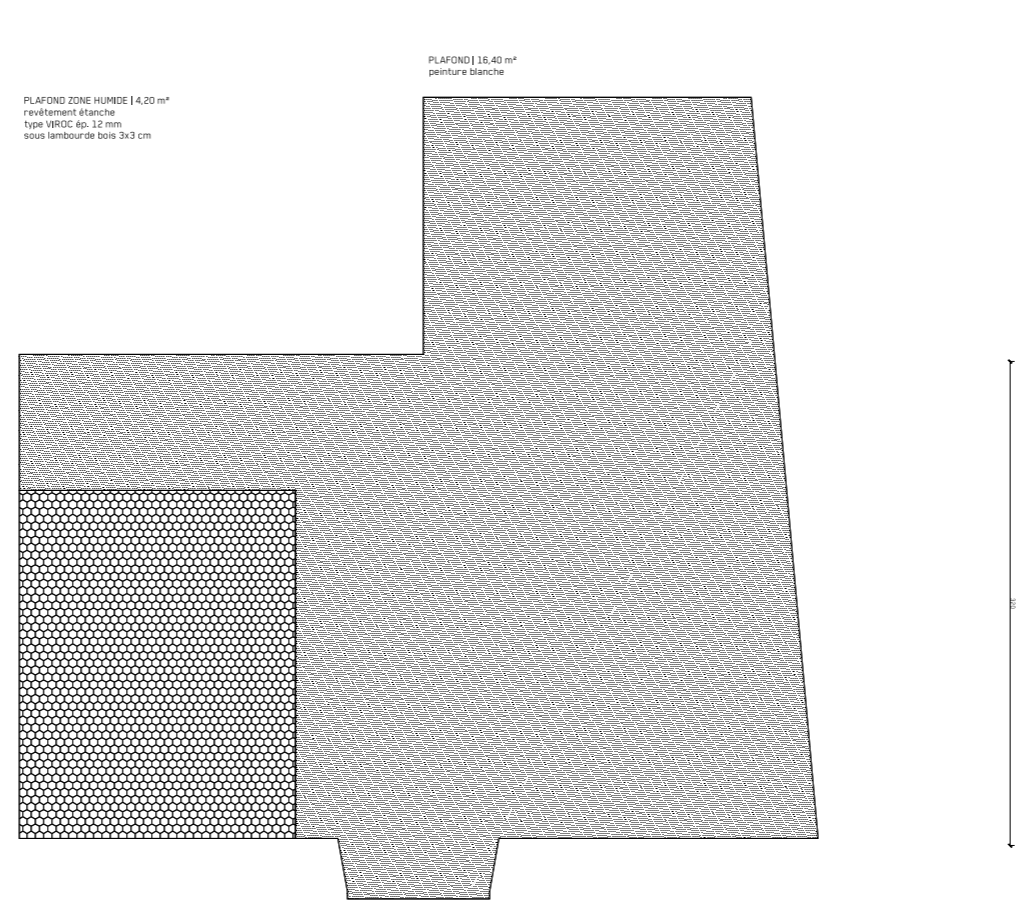 PLAFOND | 16,40 m²
peinture blanche
PLAFOND ZONE HUMIDE | 4,20 m²
revêtement étanche
type VIROC ép. 12 mm
sous lambourde bois 3x3 cm
320